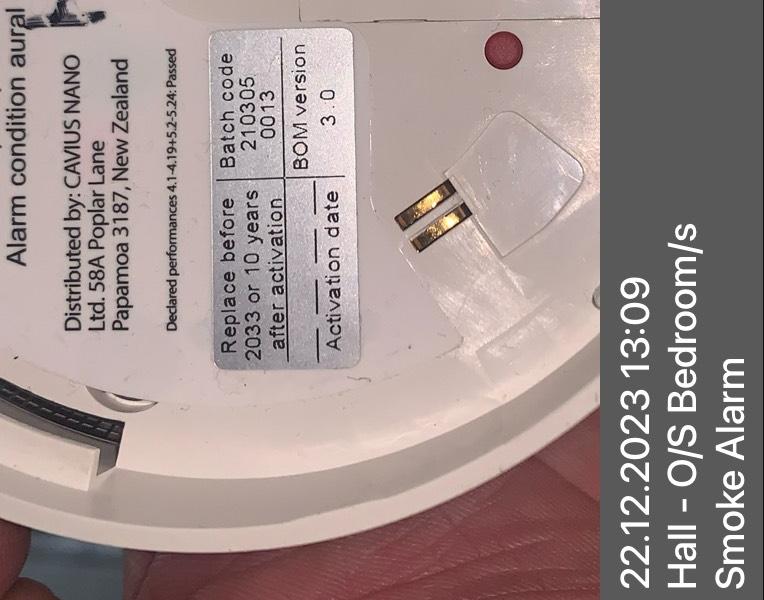 Alarm condition aural
Distributed by: CAVIUS NANO
Ltd. 58A Poplar Lane
Papamoa 3187, New Zealand
Declared performances 4.1-4.19+5.2-5.24: Passed
Replace before
2033 or 10 years
after activation
Activation date
Batch code
210305
0013
BOM version
3.0
22.12.2023 13:09
Hall - O/S Bedroom/s
Smoke Alarm